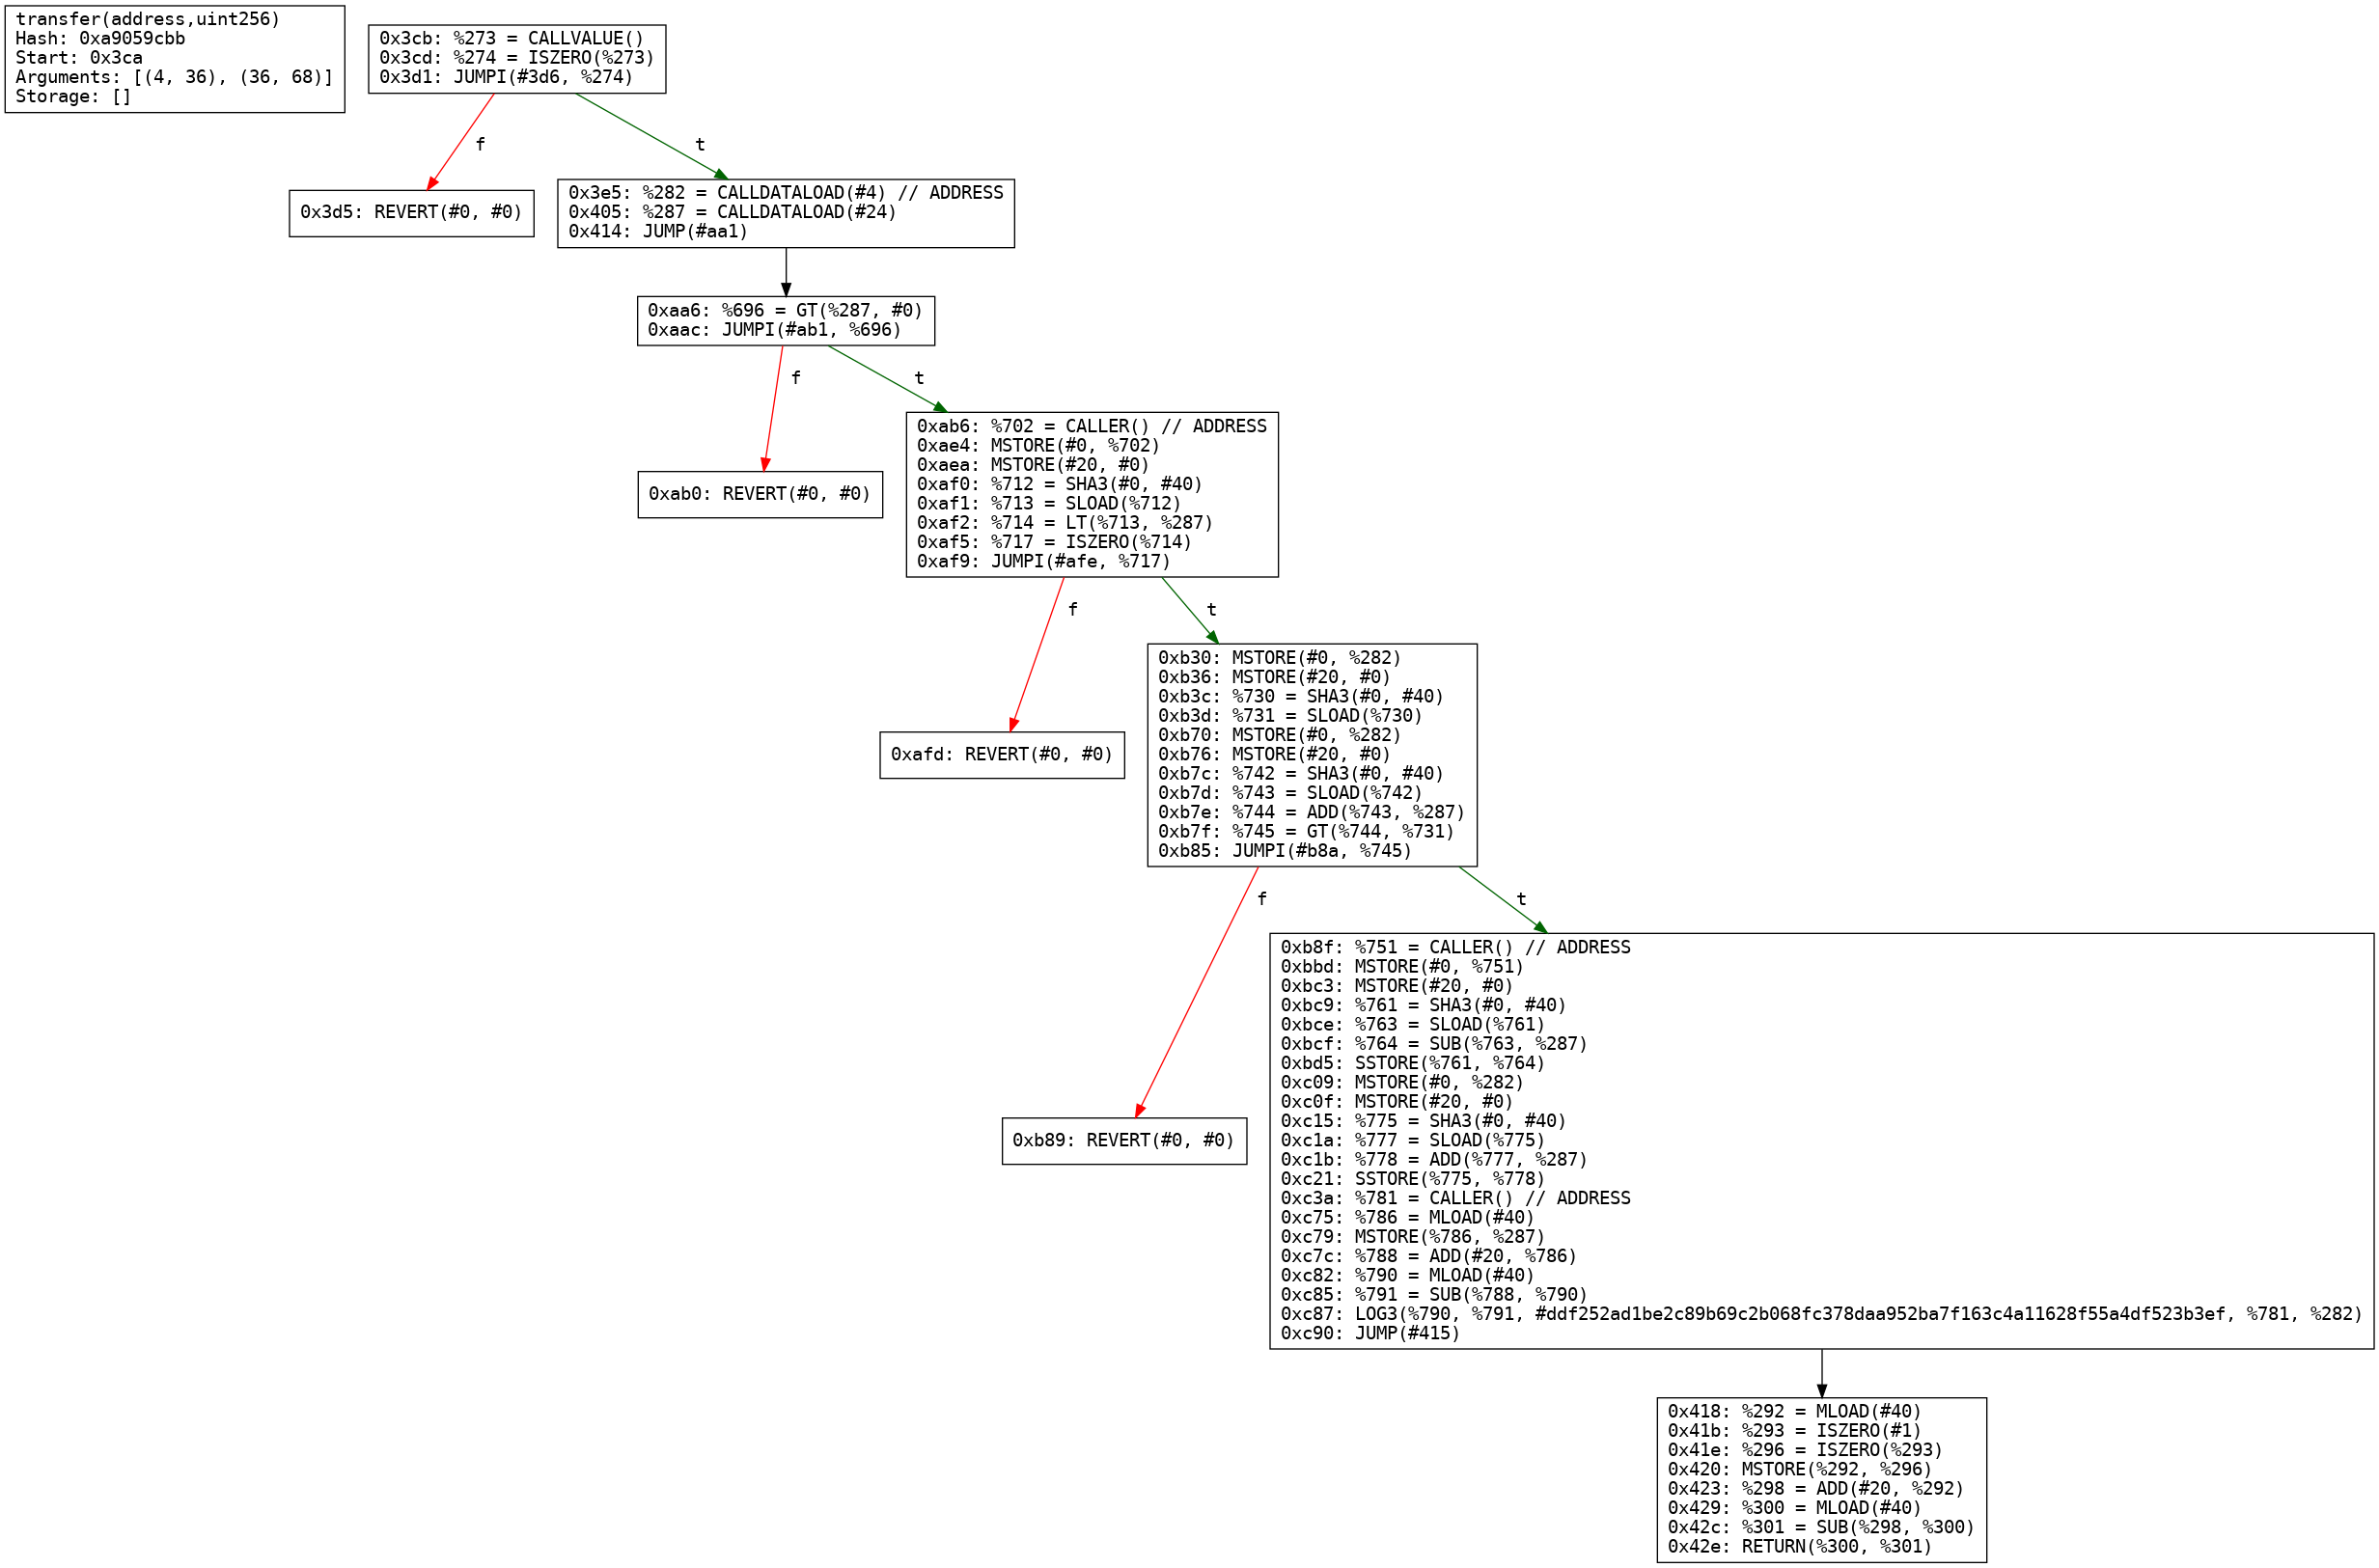 transfer(address,uint256)
Hash: 0xa9059cbb
Start: 0x3ca
Arguments: [(4, 36), (36, 68)]
Storage: []
0x3cb: %273 = CALLVALUE()
0x3cd: %274 = ISZERO(%273)
0x3d1: JUMPI(#3d6, %274)
f
t
0x3d5: REVERT(#0, #0)
0x3e5: %282 = CALLDATALOAD(#4) // ADDRESS
0x405: %287 = CALLDATALOAD(#24)
0x414: JUMP(#aa1)
0xaa6: %696 = GT(%287, #0)
0xaac: JUMPI(#ab1, %696)
f
t
0xab0: REVERT(#0, #0)
0xab6: %702 = CALLER() // ADDRESS
0xae4: MSTORE(#0, %702)
0xaea: MSTORE(#20, #0)
0xaf0: %712 = SHA3(#0, #40)
0xaf1: %713 = SLOAD(%712)
0xaf2: %714 = LT(%713, %287)
0xaf5: %717 = ISZERO(%714)
0xaf9: JUMPI(#afe, %717)
f
t
0xafd: REVERT(#0, #0)
0xb30: MSTORE(#0, %282)
0xb36: MSTORE(#20, #0)
0xb3c: %730 = SHA3(#0, #40)
0xb3d: %731 = SLOAD(%730)
0xb70: MSTORE(#0, %282)
0xb76: MSTORE(#20, #0)
0xb7c: %742 = SHA3(#0, #40)
0xb7d: %743 = SLOAD(%742)
0xb7e: %744 = ADD(%743, %287)
0xb7f: %745 = GT(%744, %731)
0xb85: JUMPI(#b8a, %745)
f
t
0xb89: REVERT(#0, #0)
0xb8f: %751 = CALLER() // ADDRESS
0xbbd: MSTORE(#0, %751)
0xbc3: MSTORE(#20, #0)
0xbc9: %761 = SHA3(#0, #40)
0xbce: %763 = SLOAD(%761)
0xbcf: %764 = SUB(%763, %287)
0xbd5: SSTORE(%761, %764)
0xc09: MSTORE(#0, %282)
0xc0f: MSTORE(#20, #0)
0xc15: %775 = SHA3(#0, #40)
0xc1a: %777 = SLOAD(%775)
0xc1b: %778 = ADD(%777, %287)
0xc21: SSTORE(%775, %778)
0xc3a: %781 = CALLER() // ADDRESS
0xc75: %786 = MLOAD(#40)
0xc79: MSTORE(%786, %287)
0xc7c: %788 = ADD(#20, %786)
0xc82: %790 = MLOAD(#40)
0xc85: %791 = SUB(%788, %790)
0xc87: LOG3(%790, %791, #ddf252ad1be2c89b69c2b068fc378daa952ba7f163c4a11628f55a4df523b3ef, %781, %282)
0xc90: JUMP(#415)
0x418: %292 = MLOAD(#40)
0x41b: %293 = ISZERO(#1)
0x41e: %296 = ISZERO(%293)
0x420: MSTORE(%292, %296)
0x423: %298 = ADD(#20, %292)
0x429: %300 = MLOAD(#40)
0x42c: %301 = SUB(%298, %300)
0x42e: RETURN(%300, %301)